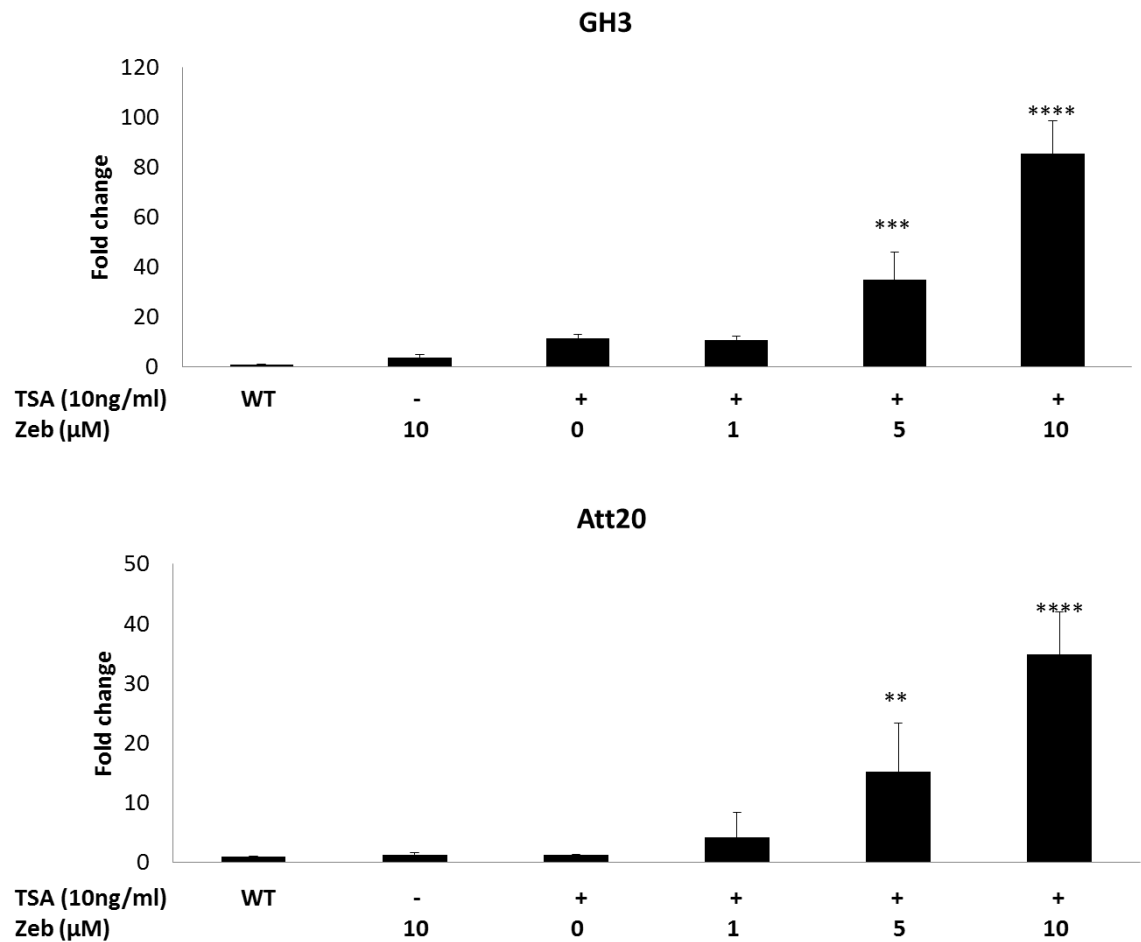 GH3
120
100
80
60
40
20
0
Fold change
***
****
TSA (10ng/ml) WT - + + + +
Zeb (µM) 10 0 1 5 10
Att20
50
40
30
20
10
0
Fold change
**
****
TSA (10ng/ml) WT - + + + +
Zeb (µM) 10 0 1 5 10